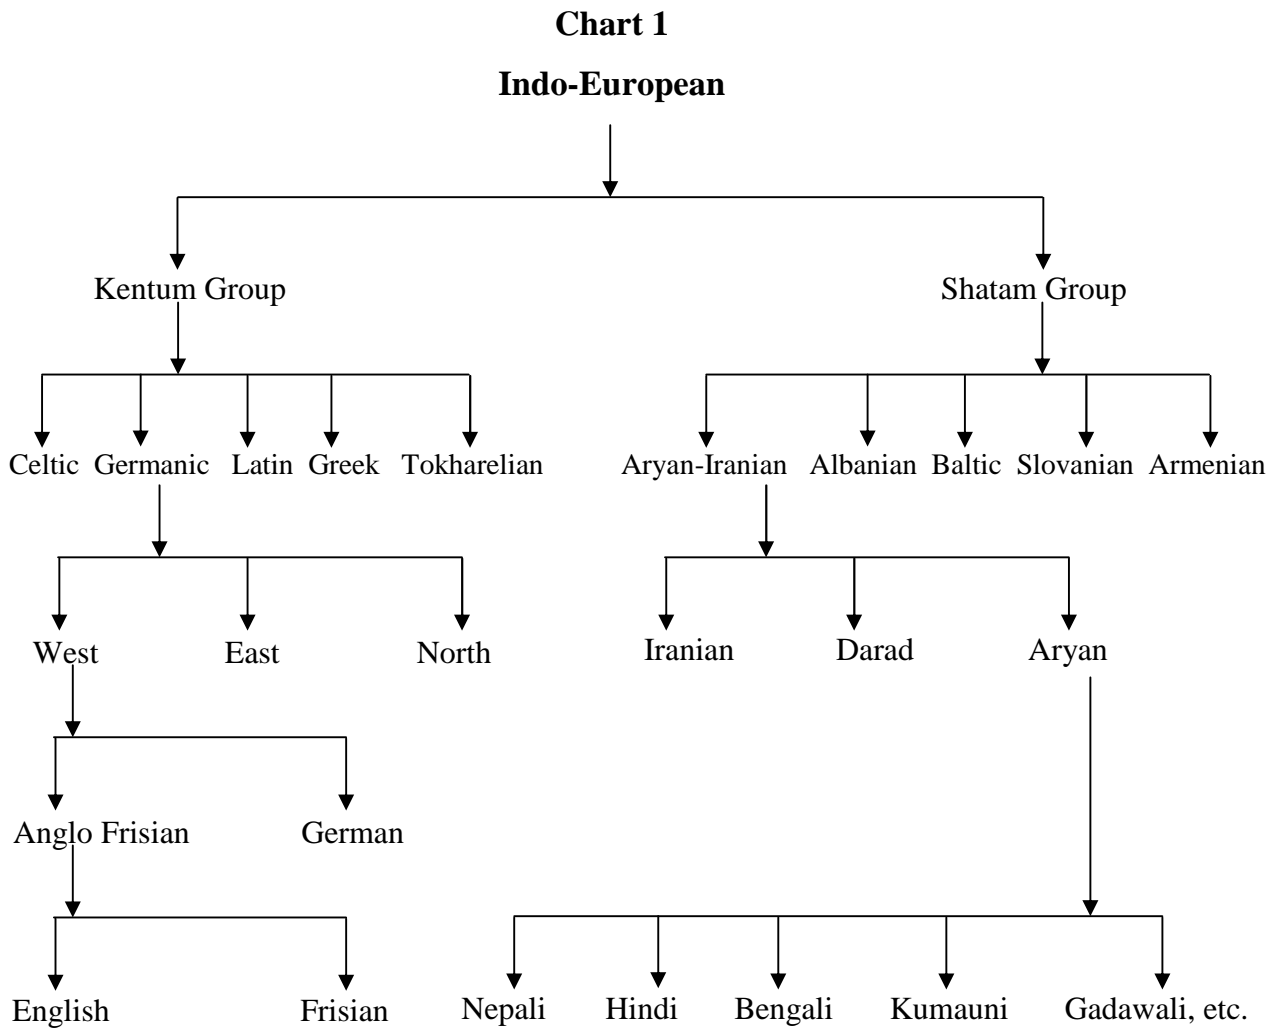 Chart 1
Indo-European
Kentum Group Shatam Group
Celtic Germanic Latin Greek Tokharelian Aryan-Iranian Albanian Baltic Slovanian Armenian
West East North Iranian Darad Aryan
Anglo Frisian German
English Frisian Nepali Hindi Bengali Kumauni Gadawali, etc.